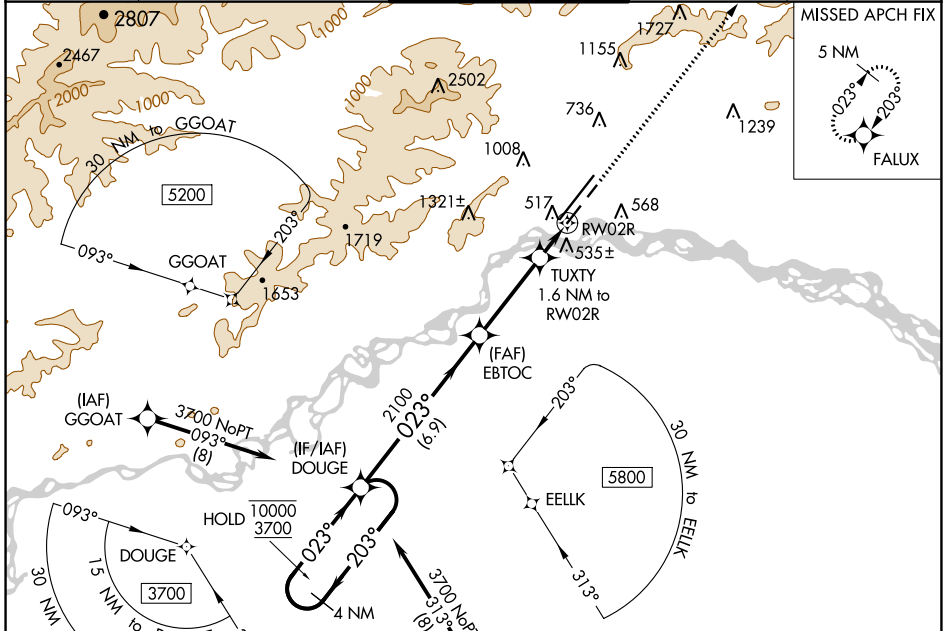 2807
2467
2000
1000
1000
1000
2502
1727
1155
736
1239
1008
1321±
517
568
535±
1719
1653
MISSED APCH FIX
5 NM
023°
203°
FALUX
30 NM to GGOAT
5200
093°
203°
GGOAT
RW02R
TUXTY
1.6 NM to
RW02R
(FAF)
EBTOC
2100
023°
(6.9)
(IAF)
GGOAT
3700 NoPT
093°
(8)
(IF/IAF)
DOUGE
HOLD
10000
3700
023°
203°
4 NM
203°
30 NM to EELLK
5800
EELLK
313°
3700 NoPT
313°
(8)
093°
DOUGE
3700
15 NM to
30 NM